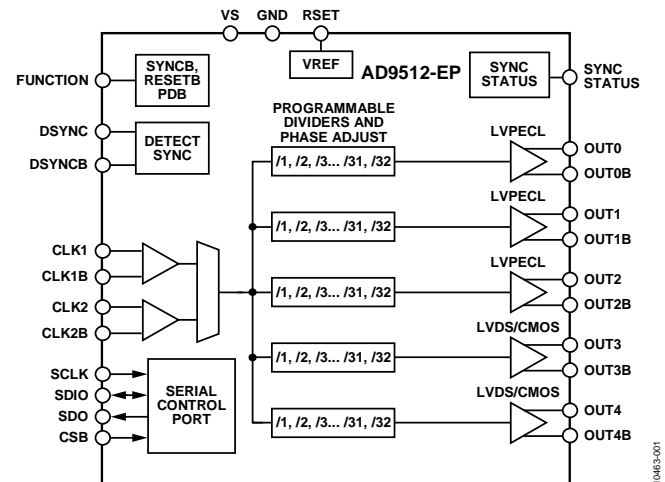 VS GND RSET
VREF
AD9512-EP
SYNC
STATUS
SYNC
STATUS
FUNCTION
SYNCB,
RESETB
PDB
DSYNC
DSYNCB
DETECT
SYNC
PROGRAMMABLE
DIVIDERS AND
PHASE ADJUST
/1, /2, /3... /31, /32
LVPECL
OUT0
OUT0B
/1, /2, /3... /31, /32
LVPECL
OUT1
OUT1B
CLK1
CLK1B
CLK2
CLK2B
/1, /2, /3... /31, /32
LVPECL
OUT2
OUT2B
/1, /2, /3... /31, /32
LVDS/CMOS
OUT3
OUT3B
SCLK
SDIO
SDO
CSB
SERIAL
CONTROL
PORT
/1, /2, /3... /31, /32
LVDS/CMOS
OUT4
OUT4B